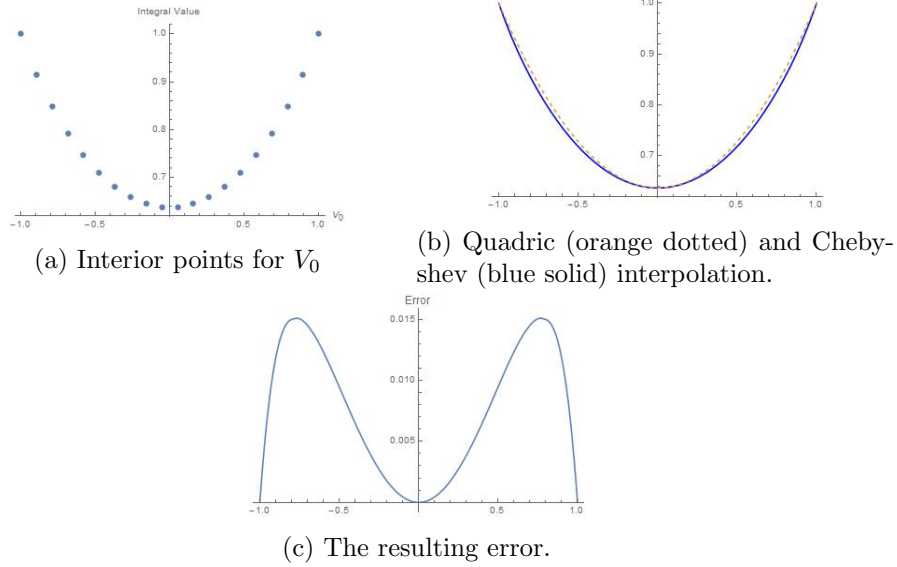 Integral Value
1.0
0.9
0.8
0.7
-1.0 -0.5 0.5 1.0 V₀
(a) Interior points for V₀
1.0
0.9
0.8
0.7
-1.0 -0.5 0.5 1.0
(b) Quadric (orange dotted) and Cheby-
shev (blue solid) interpolation.
Error
0.015
0.010
0.005
-1.0 -0.5 0.5 1.0
(c) The resulting error.